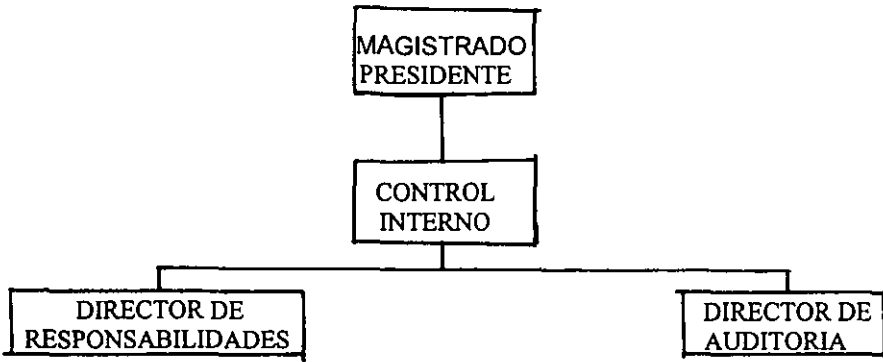 MAGISTRADO
PRESIDENTE
CONTROL
INTERNO
DIRECTOR DE
RESPONSABILIDADES
DIRECTOR DE
AUDITORIA